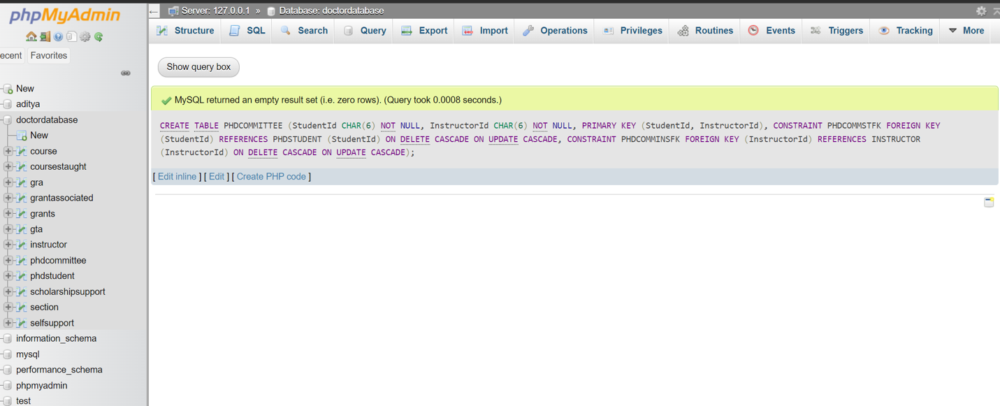 phpMyAdmin
ecent Favorites
New
aditya
doctordatabase
New
course
coursestaught
gra
grantassociated
grants
gta
instructor
phdcommittee
phdstudent
scholarshipsupport
section
selfsupport
information_schema
mysql
performance_schema
phpmyadmin
test
Server: 127.0.0.1 » Database: doctordatabase
Structure SQL Search Query Export Import Operations Privileges Routines Events Triggers Tracking More
Show query box
MySQL returned an empty result set (i.e. zero rows). (Query took 0.0008 seconds.)
CREATE TABLE PHDCOMMITTEE (StudentId CHAR(6) NOT NULL, InstructorId CHAR(6) NOT NULL, PRIMARY KEY (StudentId, InstructorId), CONSTRAINT PHDCOMMSTFK FOREIGN KEY
(StudentId) REFERENCES PHDSTUDENT (StudentId) ON DELETE CASCADE ON UPDATE CASCADE, CONSTRAINT PHDCOMMINSFK FOREIGN KEY (InstructorId) REFERENCES INSTRUCTOR
(InstructorId) ON DELETE CASCADE ON UPDATE CASCADE);
[ Edit inline ] [ Edit ] [ Create PHP code ]